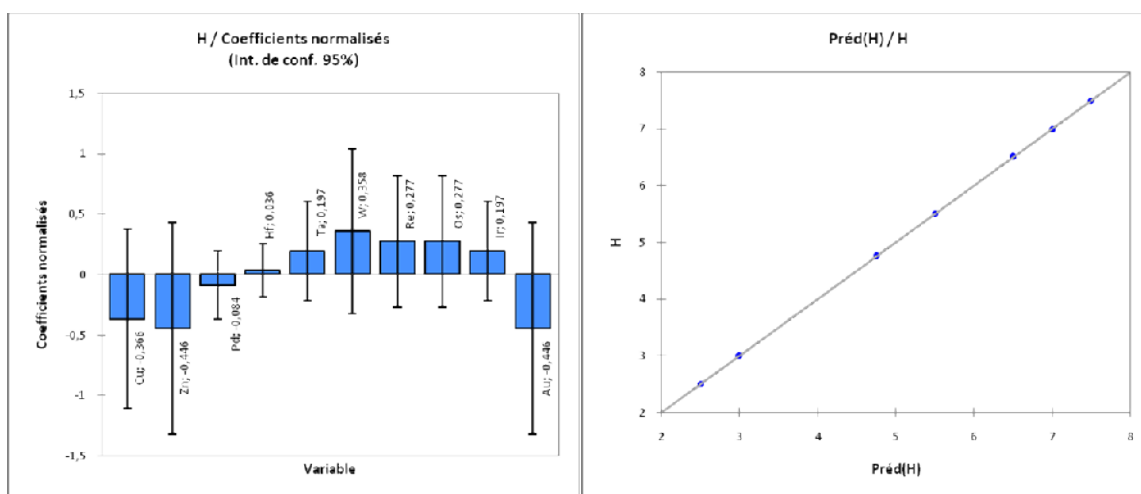 H / Coefficients normalisés
(Int. de conf. 95%)
Coefficients normalisés
1,5
1
0,5
0
-0,5
-1
-1,5
Cu; -0,366
Zn; -0,446
Pd; -0,084
Hf; 0,036
Ta; 0,197
W; 0,358
Re; 0,277
Os; 0,277
Ir; 0,197
Au; -0,446
Variable
Préd(H) / H
H
8
7
6
5
4
3
2
2 3 4 5 6 7 8
Préd(H)